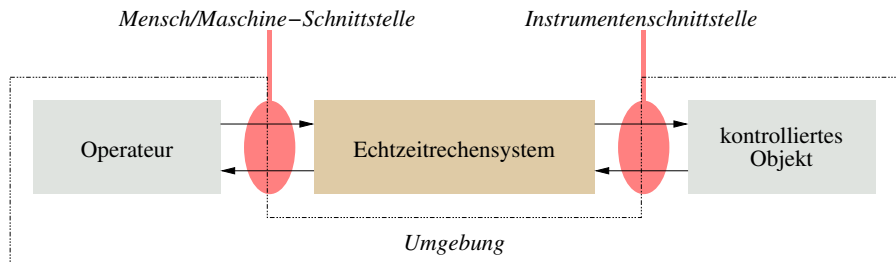 Mensch/Maschine−Schnittstelle
Instrumentenschnittstelle
Operateur
Echtzeitrechensystem
kontrolliertes
Objekt
Umgebung